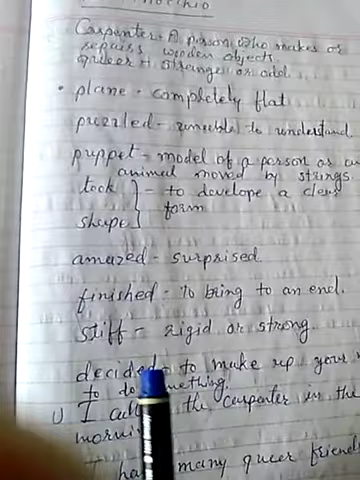 nocchio
Carpenter - A person who makes or
repairs wooden objects.
queer - strange or odd.
• plane - completely flat
puzzled - unable to understand
puppet - model of a person or an
animal moved by strings
took } - to develope a clear
shape } form
amazed - surprised.
finished - To bring to an end.
stiff - rigid or strong.
decided - to make up your
to do something.
1) I the carpenter in the
many queer friends